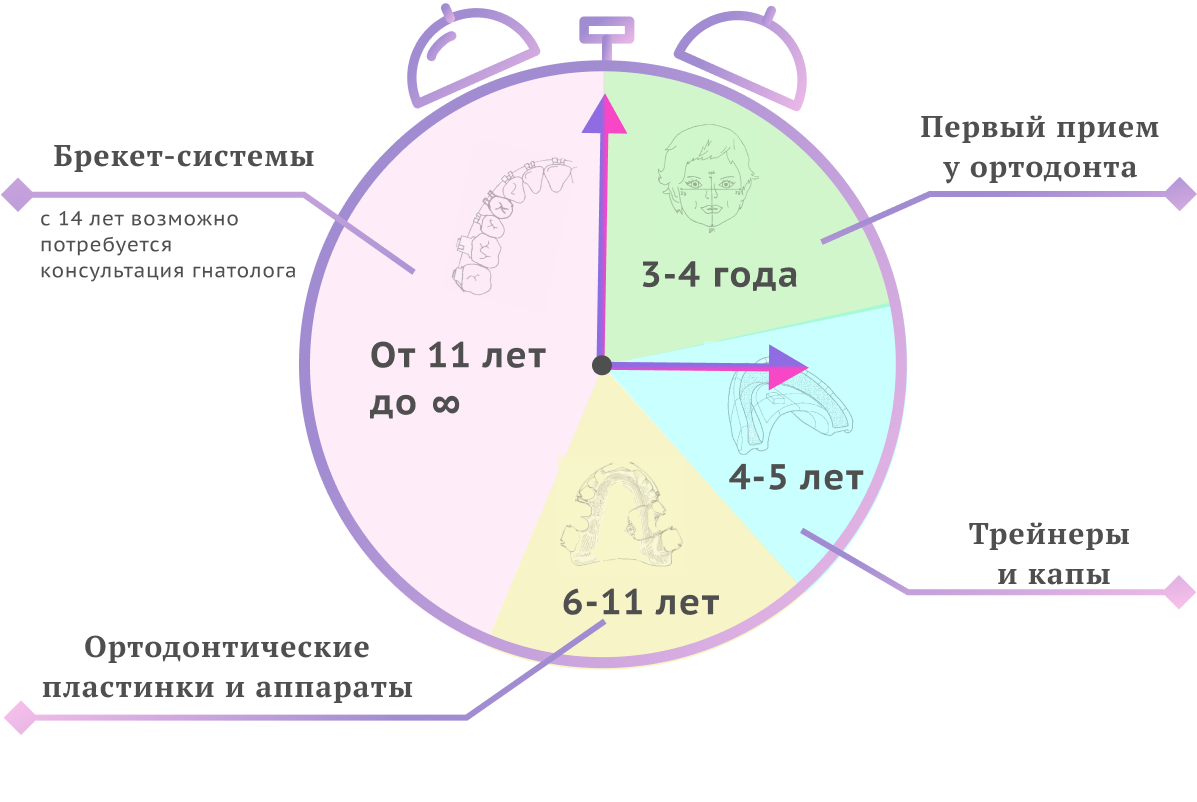 Первый прием
у ортодонта
Брекет-системы
с 14 лет возможно
потребуется
консультация гнатолога
3-4 года
От 11 лет
до ∞
4-5 лет
Трейнеры
и капы
6-11 лет
Ортодонтические
пластинки и аппараты